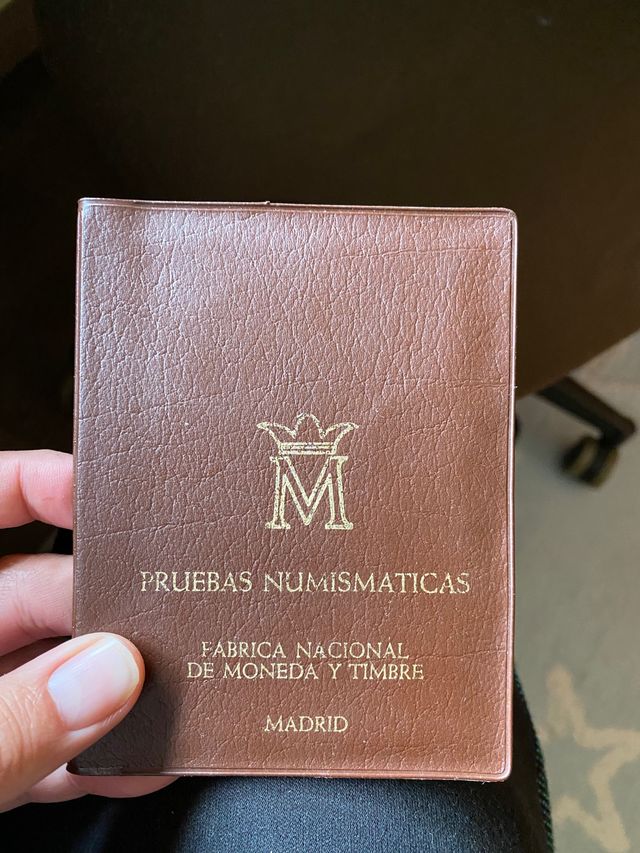 M
PRUEBAS NUMISMATICAS
FABRICA NACIONAL
DE MONEDA Y TIMBRE
MADRID